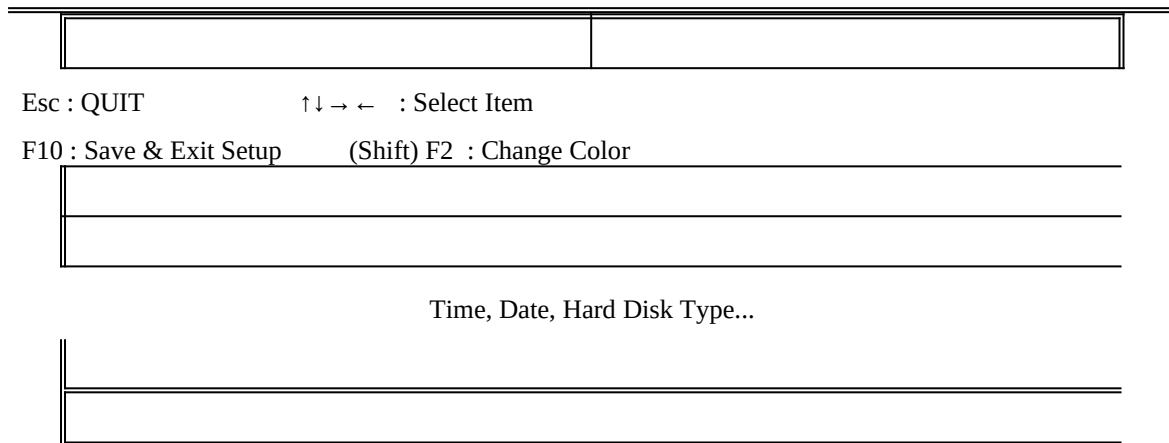 Esc : QUIT ↑↓→← : Select Item
F10 : Save & Exit Setup (Shift) F2 : Change Color
Time, Date, Hard Disk Type...